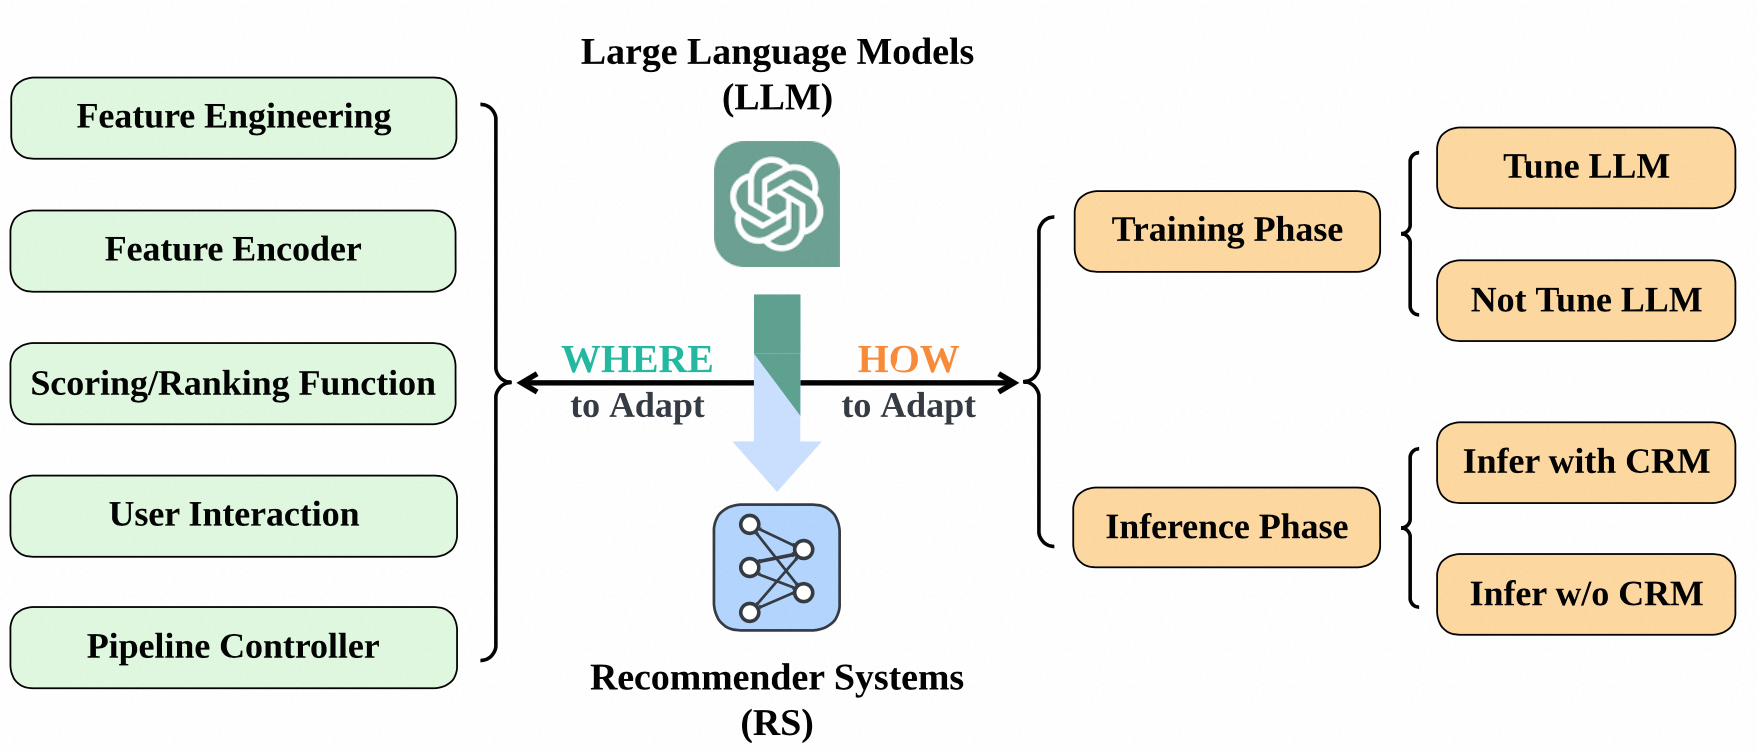 Large Language Models
(LLM)
Feature Engineering
Feature Encoder
Scoring/Ranking Function
User Interaction
Pipeline Controller
WHERE
to Adapt
HOW
to Adapt
Training Phase
Tune LLM
Not Tune LLM
Inference Phase
Infer with CRM
Infer w/o CRM
Recommender Systems
(RS)